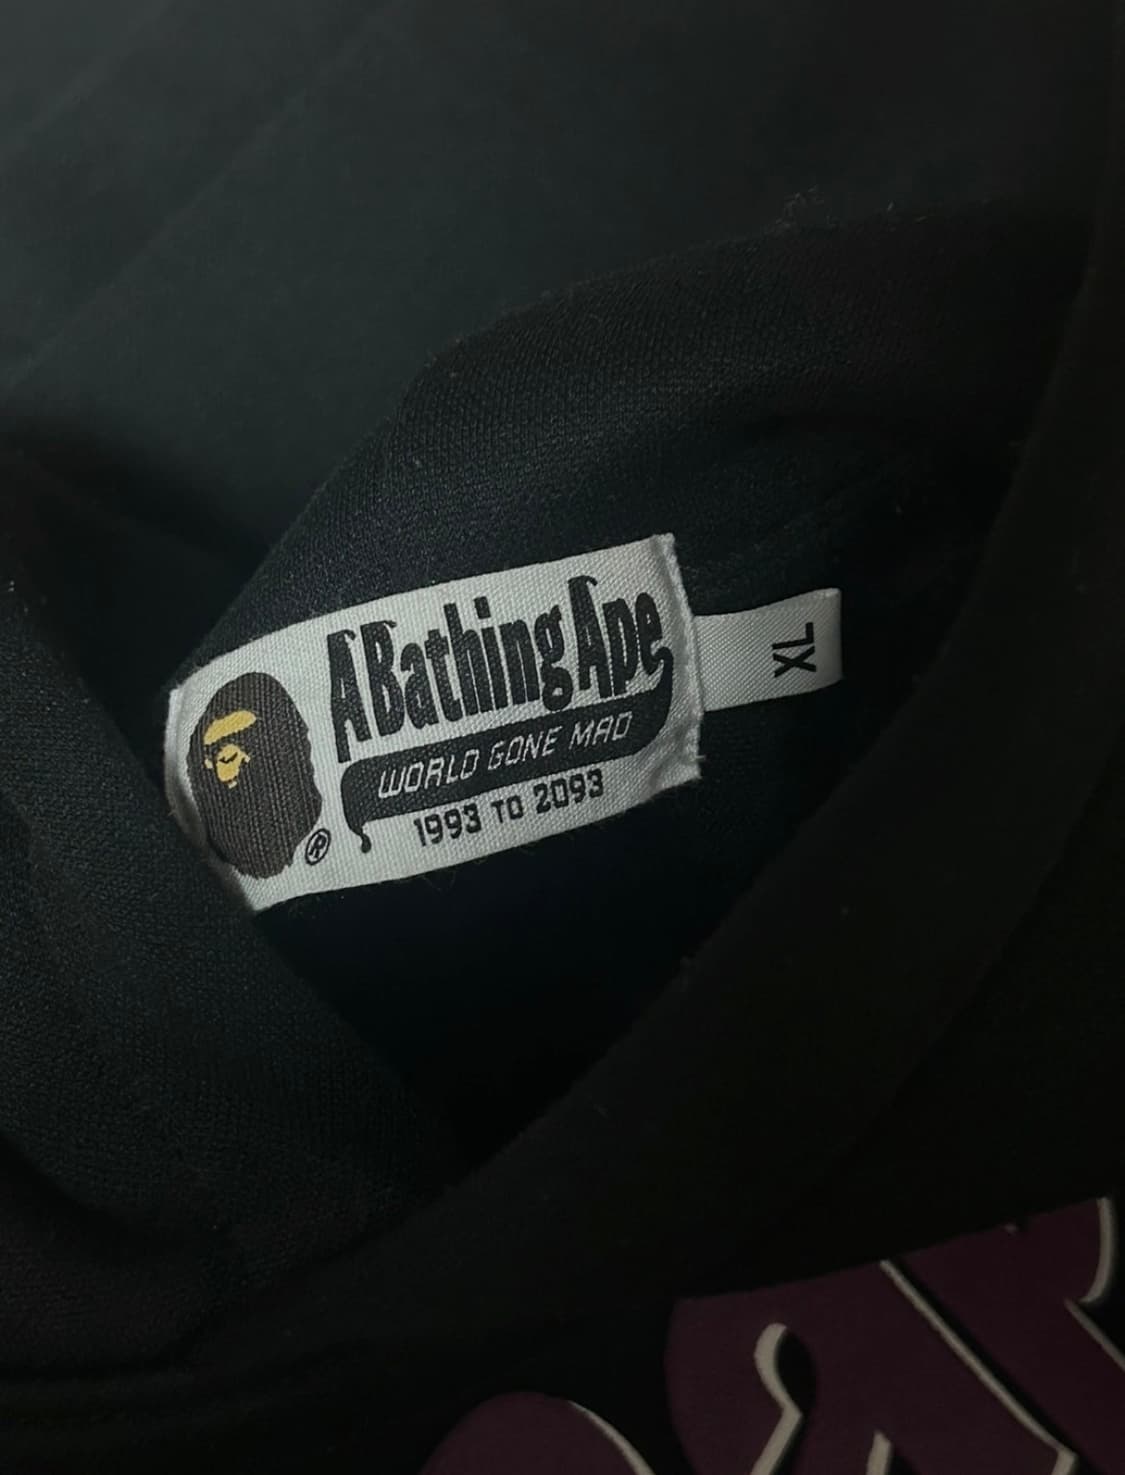 A Bathing Ape
WORLD GONE MAD
1993 TO 2093
®
XL